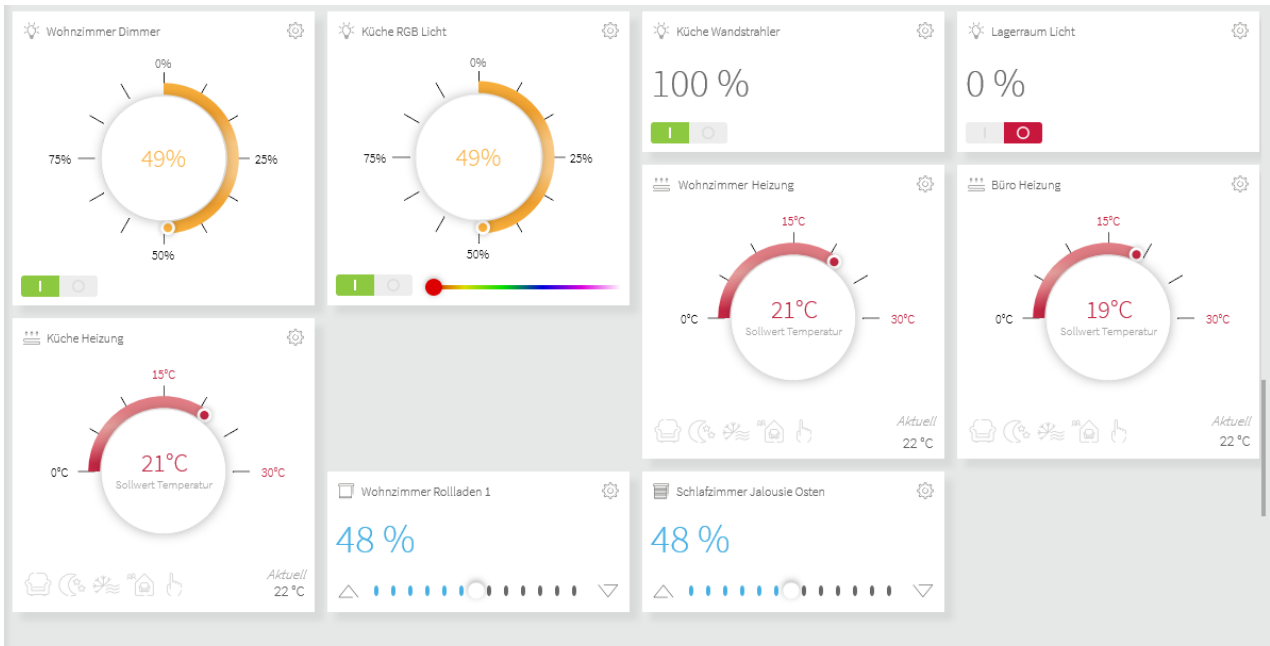 Wohnzimmer Dimmer
0%
75%
49%
25%
50%
Küche RGB Licht
0%
75%
49%
25%
50%
Küche Wandstrahler
100 %
Lagerraum Licht
0 %
Wohnzimmer Heizung
15°C
21°C
Sollwert Temperatur
0°C
30°C
Aktuell
22 °C
Büro Heizung
15°C
19°C
Sollwert Temperatur
0°C
30°C
Aktuell
22 °C
Küche Heizung
15°C
21°C
0°C
30°C
Sollwert Temperatur
Aktuell
22 °C
Wohnzimmer Rollladen 1
48 %
Schlafzimmer Jalousie Osten
48 %